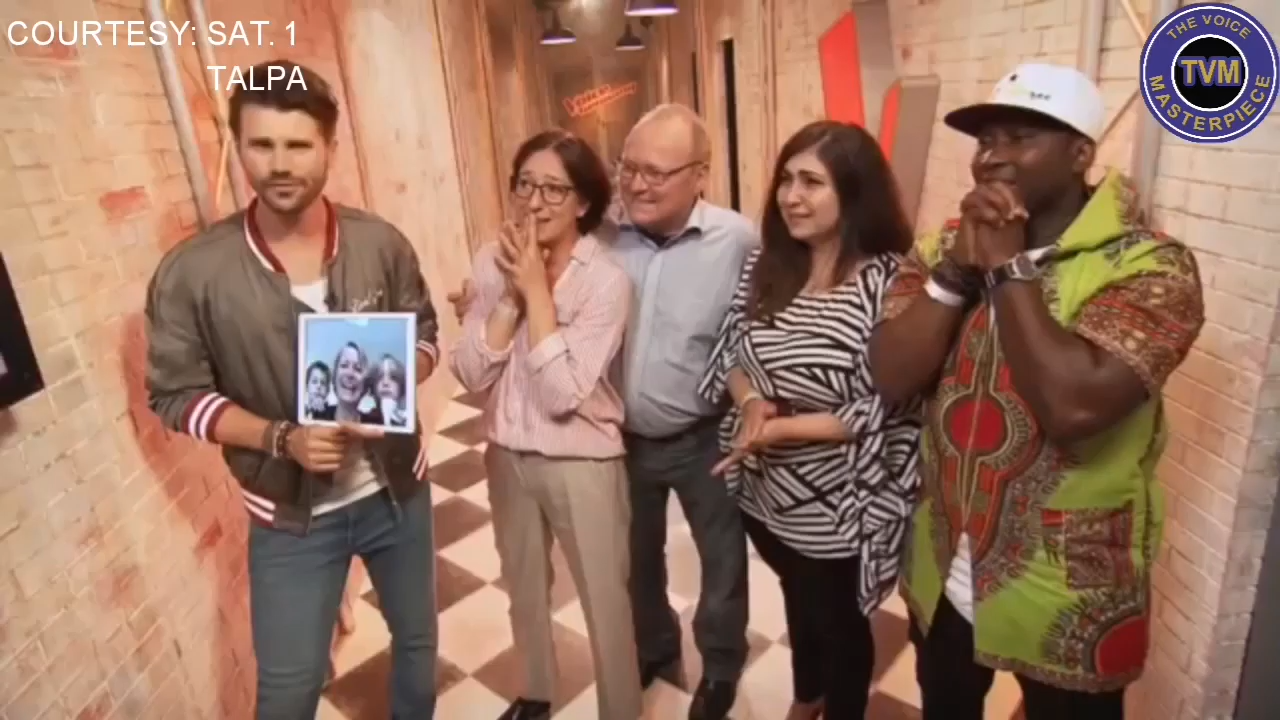 COURTESY: SAT. 1
TALPA
THE VOICE
TVM
MASTERPIECE